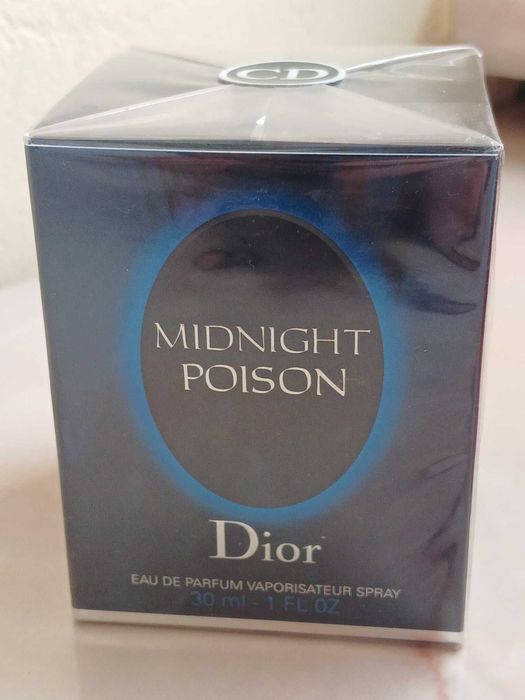 CD
MIDNIGHT
POISON
Dior
EAU DE PARFUM VAPORISATEUR SPRAY
30 ml - 1 FL.OZ